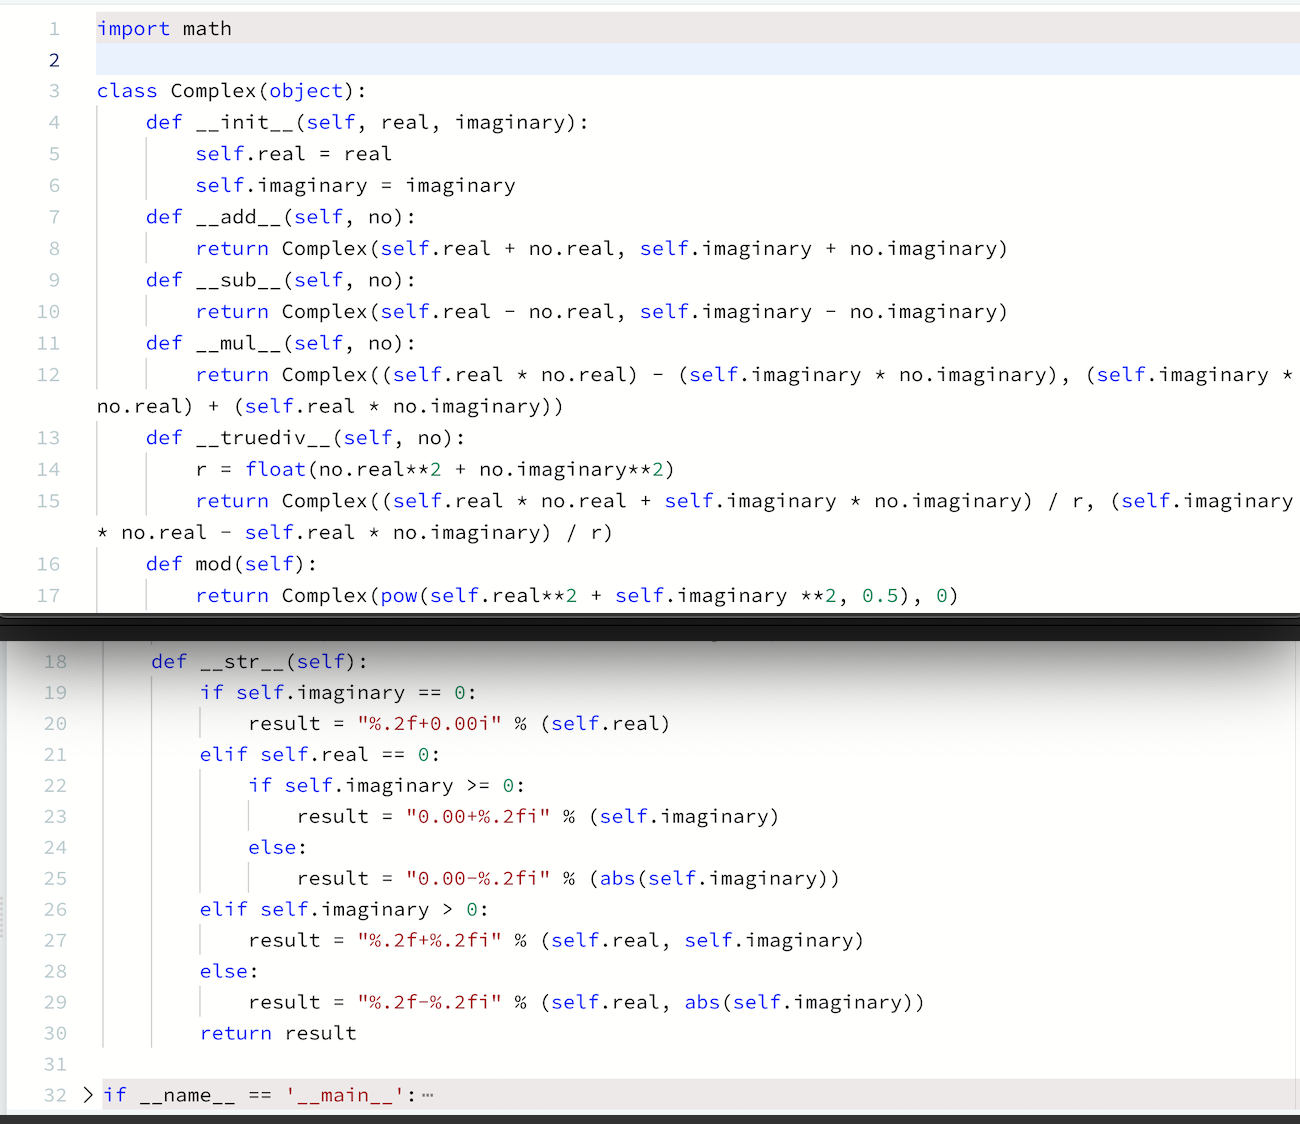 1 import math
2
3 class Complex(object):
4 def __init__(self, real, imaginary):
5 self.real = real
6 self.imaginary = imaginary
7 def __add__(self, no):
8 return Complex(self.real + no.real, self.imaginary + no.imaginary)
9 def __sub__(self, no):
10 return Complex(self.real - no.real, self.imaginary - no.imaginary)
11 def __mul__(self, no):
12 return Complex((self.real * no.real) - (self.imaginary * no.imaginary), (self.imaginary *
no.real) + (self.real * no.imaginary))
13 def __truediv__(self, no):
14 r = float(no.real**2 + no.imaginary**2)
15 return Complex((self.real * no.real + self.imaginary * no.imaginary) / r, (self.imaginary
* no.real - self.real * no.imaginary) / r)
16 def mod(self):
17 return Complex(pow(self.real**2 + self.imaginary **2, 0.5), 0)
18 def __str__(self):
19 if self.imaginary == 0:
20 result = "%.2f+0.00i" % (self.real)
21 elif self.real == 0:
22 if self.imaginary >= 0:
23 result = "0.00+%.2fi" % (self.imaginary)
24 else:
25 result = "0.00-%.2fi" % (abs(self.imaginary))
26 elif self.imaginary > 0:
27 result = "%.2f+%.2fi" % (self.real, self.imaginary)
28 else:
29 result = "%.2f-%.2fi" % (self.real, abs(self.imaginary))
30 return result
31
32 if __name__ == '__main__':⋯